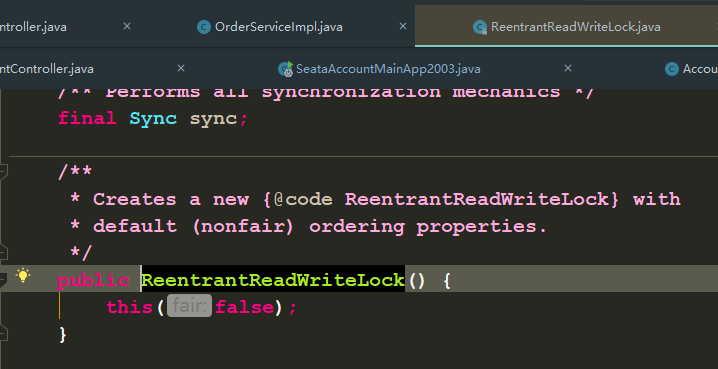 ntroller.java OrderServiceImpl.java ReentrantReadWriteLock.java
ntController.java SeataAccountMainApp2003.java Accou
/** Performs all synchronization mechanics */
final Sync sync;
/**
* Creates a new {@code ReentrantReadWriteLock} with
* default (nonfair) ordering properties.
*/
public ReentrantReadWriteLock() {
this(fair: false);
}